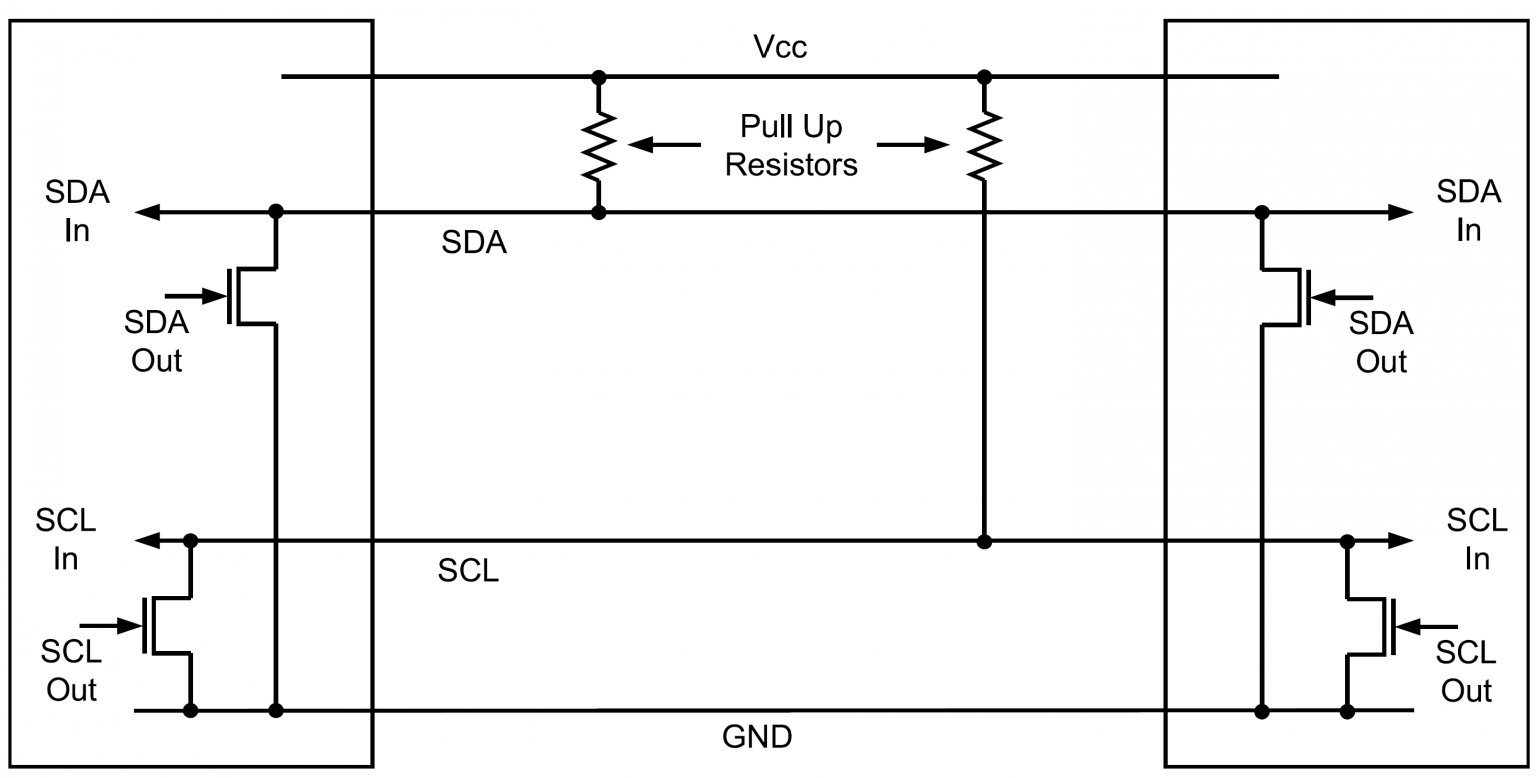 Vcc
Pull Up
Resistors
SDA
In
SDA
In
SDA
SDA
Out
SDA
Out
SCL
In
SCL
In
SCL
SCL
Out
SCL
Out
GND